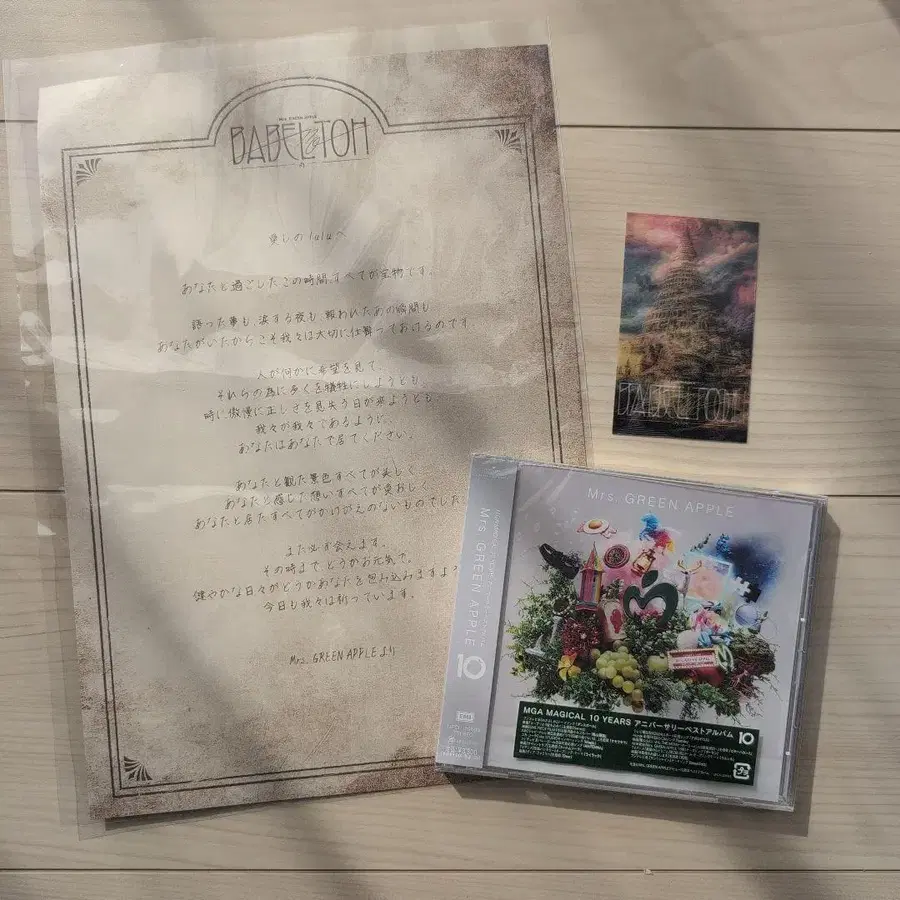 Mrs. GREEN APPLE
BABEL no TOH
愛しのluluへ
あなたと過ごしたこの時間、すべてが宝物です。
語った夢も、涙する夜も、報われたあの瞬間も
あなたがいたからこそ我々は大切に仕舞っておけるのです
人が何かに希望を見て、
それらの為に多くを犠牲にしようとも
時に傲慢に正しさを見失う日が来ようとも
我々が我々であるように、
あなたはあなたで居てください。
あなたと観た景色すべてが美しく
あなたと感じた想いすべてが愛おしく
あなたと居たすべてがかけがえのないものでした
また必ず会えます。
その時まで どうかお元気で。
健やかな日々がどうかあなたを包み込みますよう
今日も我々は祈っています。
Mrs. GREEN APPLEより
BABEL no TOH
Mrs. GREEN APPLE
Mrs. GREEN APPLE 10
MGA MAGICAL 10 YEARS アニバーサリーベストアルバム 10